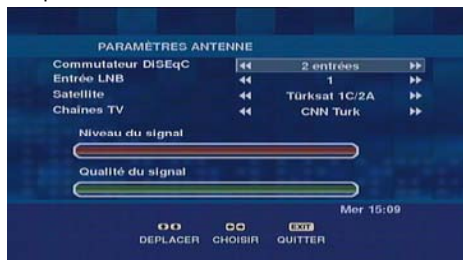 PARAMÈTRES ANTENNE
Commutateur DiSEqC 2 entrées
Entrée LNB 1
Satellite Türksat 1C/2A
Chaînes TV CNN Turk
Niveau du signal
Qualité du signal
Mer 15:09
EXIT
DEPLACER CHOISIR QUITTER